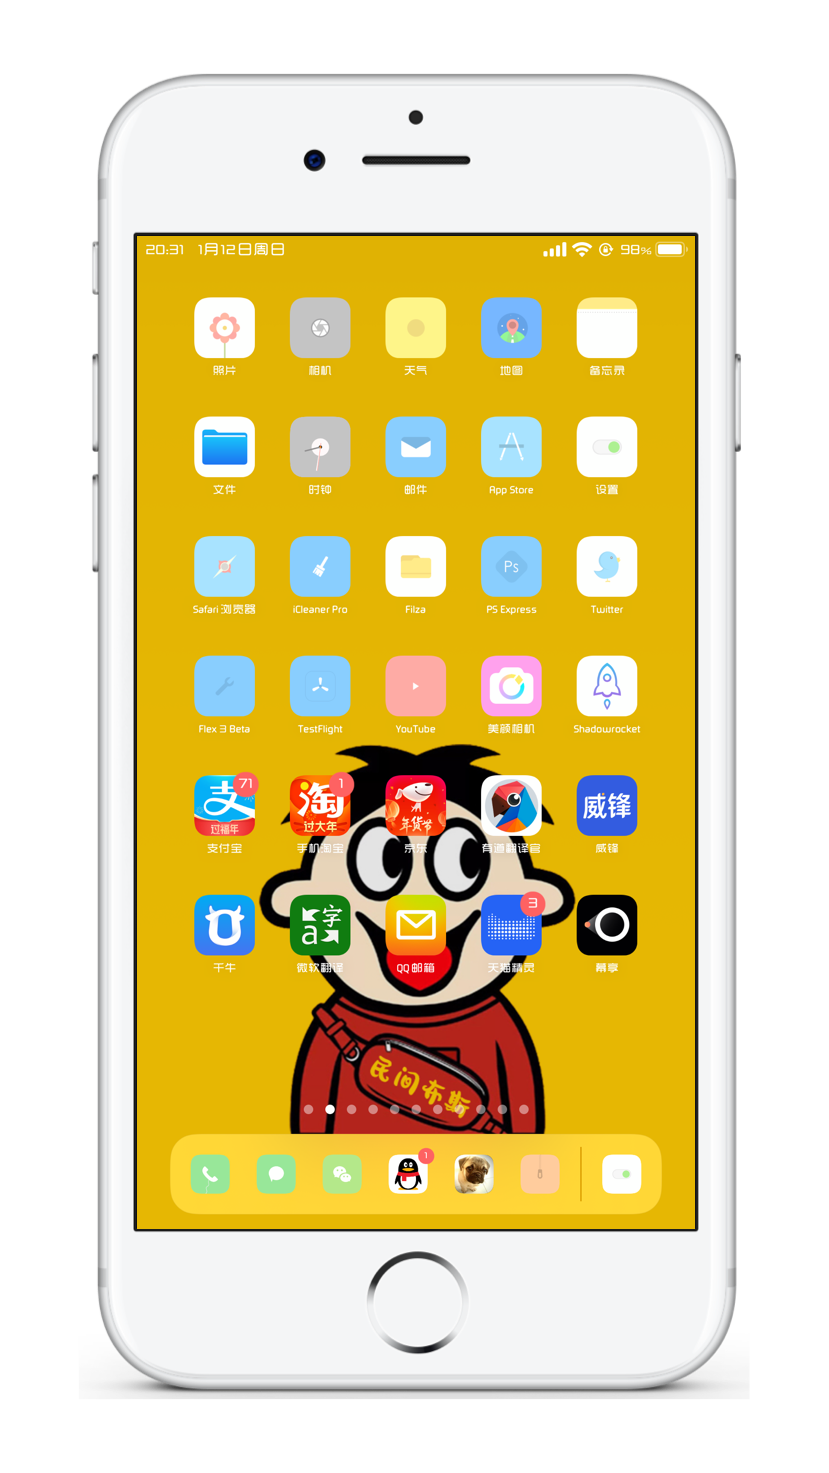 20:31 1月12日周日 98%
照片 相机 天气 地图 备忘录
文件 时钟 邮件 App Store 设置
Ps
Safari 浏览器 iCleaner Pro Filza PS Express Twitter
Flex 3 Beta TestFlight YouTube 美颜相机 Shadowrocket
71 1
支 淘 威锋
过福年 过大年 年货节
支付宝 手机淘宝 京东 有道翻译官 威锋
3
字
a
千牛 微软翻译 QQ邮箱 天猫精灵 幕享
民间布斯
1